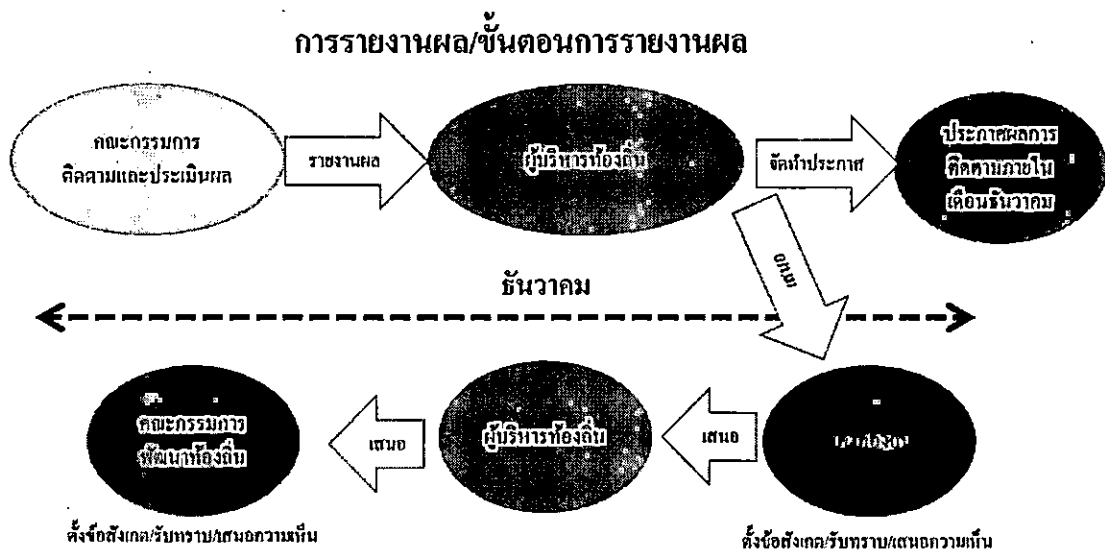 การรายงานผล/ขั้นตอนการรายงานผล
คณะกรรมการ
ติดตามและประเมินผล
รายงานผล
ผู้บริหารท้องถิ่น
จัดทำประกาศ
ประกาศผลการ
ติดตามภายใน
เดือนธันวาคม
ธันวาคม
คณะกรรมการ
พัฒนาท้องถิ่น
เสนอ
ผู้บริหารท้องถิ่น
เสนอ
ตั้งข้อสังเกต/รับทราบ/เสนอความเห็น
ตั้งข้อสังเกต/รับทราบ/เสนอความเห็น